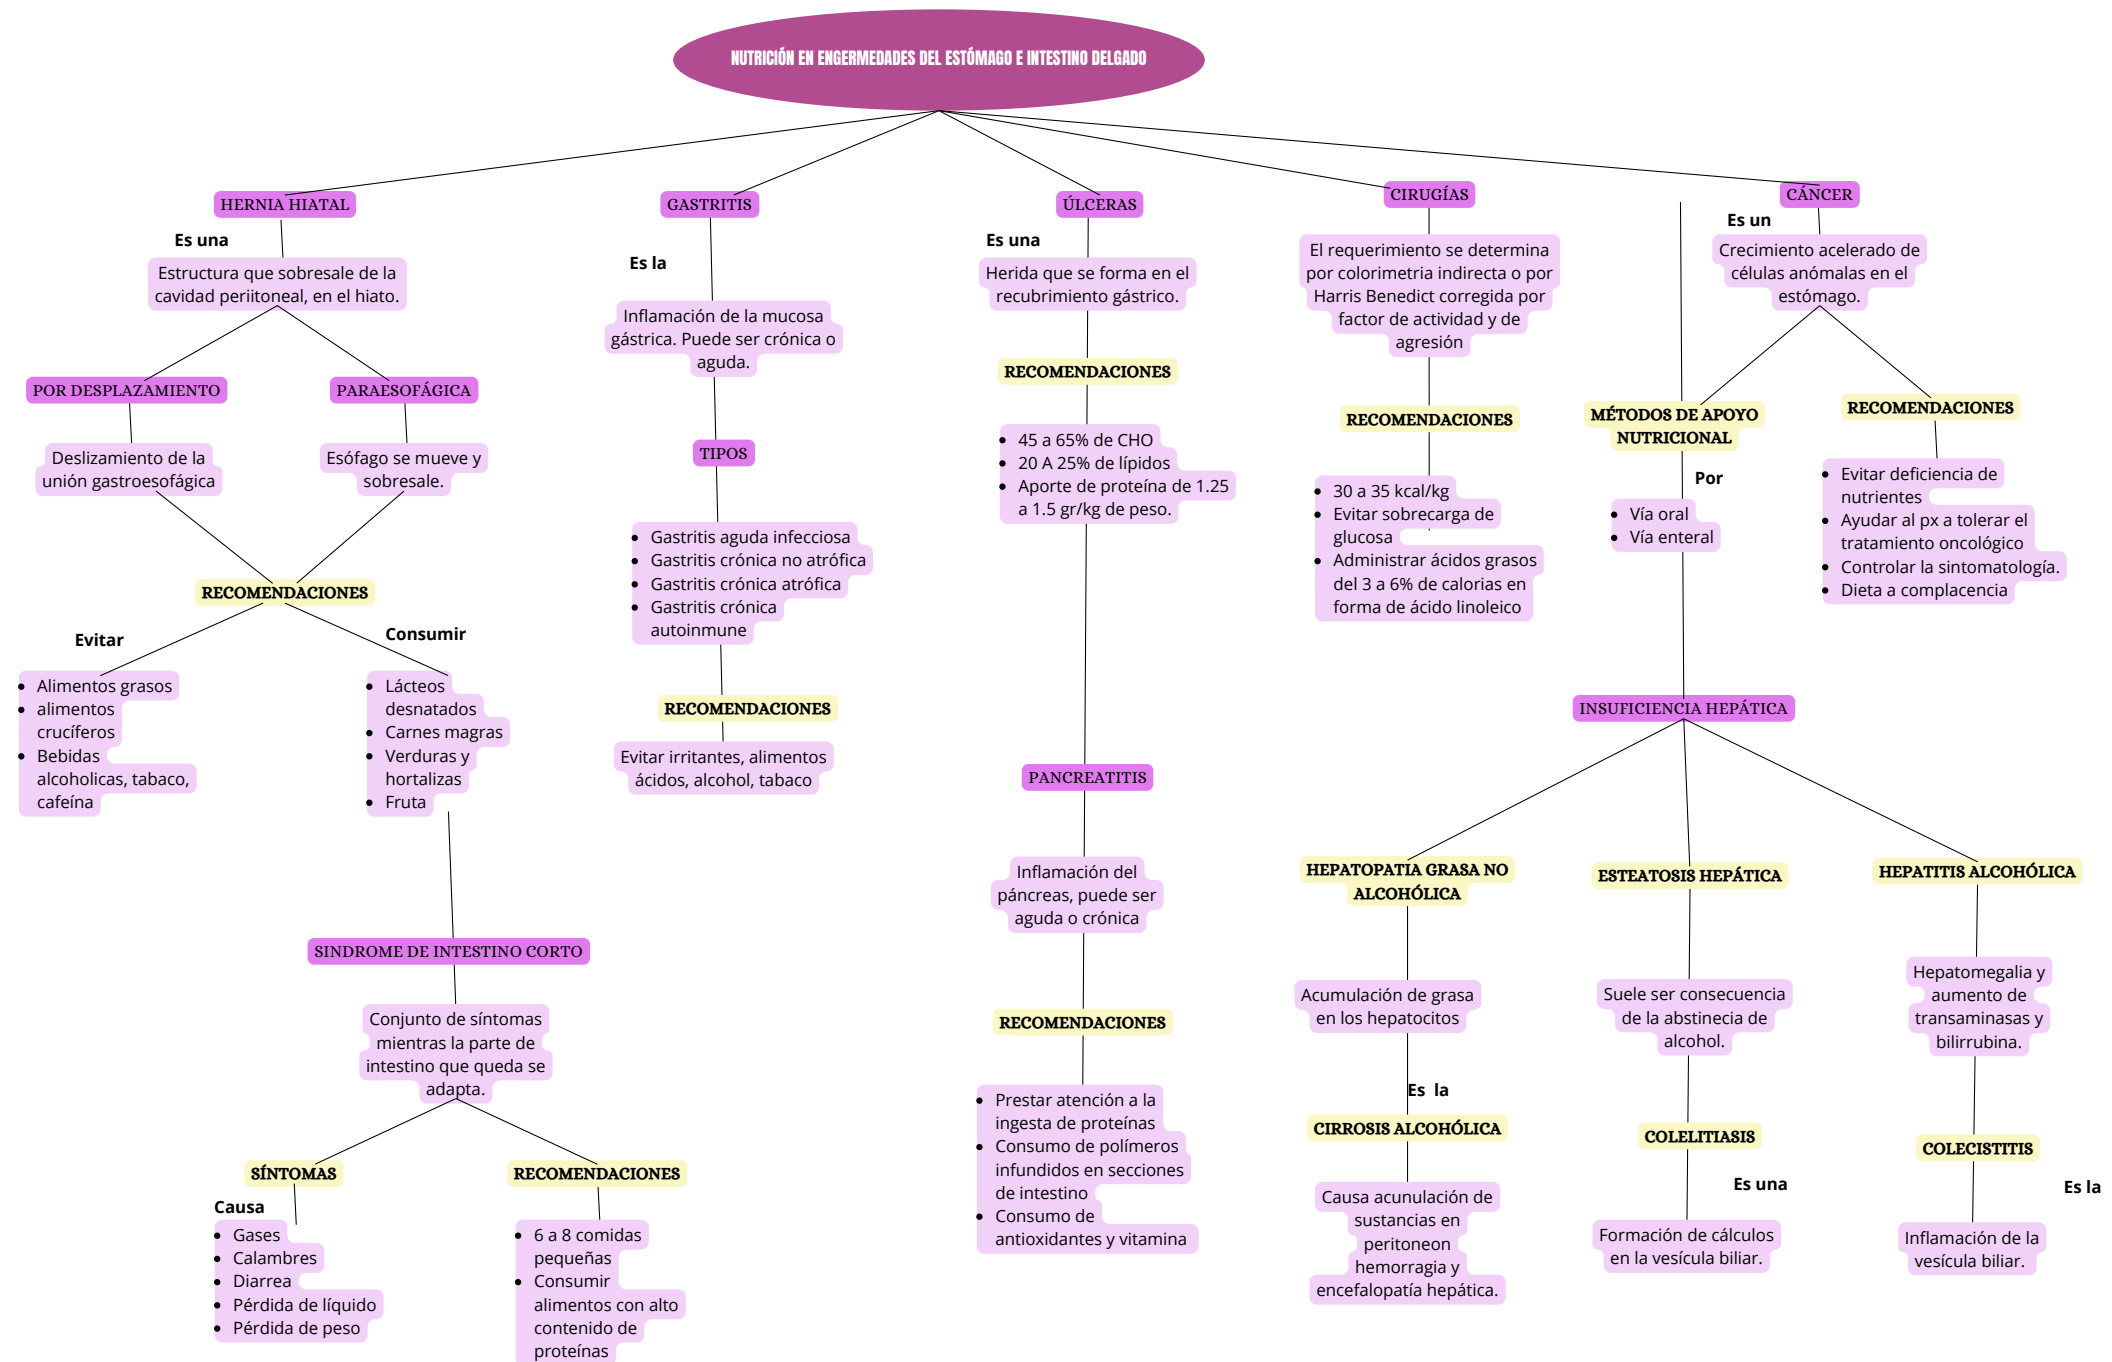 NUTRICIÓN EN ENGERMEDADES DEL ESTÓMAGO E INTESTINO DELGADO
HERNIA HIATAL
Es una
Estructura que sobresale de la
cavidad periitoneal, en el hiato.
POR DESPLAZAMIENTO
Deslizamiento de la
unión gastroesofágica
PARAESOFÁGICA
Esófago se mueve y
sobresale.
RECOMENDACIONES
Evitar
• Alimentos grasos
• alimentos
crucíferos
• Bebidas
alcoholicas, tabaco,
cafeína
Consumir
• Lácteos
desnatados
• Carnes magras
• Verduras y
hortalizas
• Fruta
SINDROME DE INTESTINO CORTO
Conjunto de síntomas
mientras la parte de
intestino que queda se
adapta.
SÍNTOMAS
Causa
• Gases
• Calambres
• Diarrea
• Pérdida de líquido
• Pérdida de peso
RECOMENDACIONES
• 6 a 8 comidas
pequeñas
• Consumir
alimentos con alto
contenido de
proteínas
GASTRITIS
Es la
Inflamación de la mucosa
gástrica. Puede ser crónica o
aguda.
TIPOS
• Gastritis aguda infecciosa
• Gastritis crónica no atrófica
• Gastritis crónica atrófica
• Gastritis crónica
autoinmune
RECOMENDACIONES
Evitar irritantes, alimentos
ácidos, alcohol, tabaco
ÚLCERAS
Es una
Herida que se forma en el
recubrimiento gástrico.
RECOMENDACIONES
• 45 a 65% de CHO
• 20 A 25% de lípidos
• Aporte de proteína de 1.25
a 1.5 gr/kg de peso.
PANCREATITIS
Inflamación del
páncreas, puede ser
aguda o crónica
RECOMENDACIONES
• Prestar atención a la
ingesta de proteínas
• Consumo de polímeros
infundidos en secciones
de intestino
• Consumo de
antioxidantes y vitamina
CIRUGÍAS
El requerimiento se determina
por colorimetria indirecta o por
Harris Benedict corregida por
factor de actividad y de
agresión
RECOMENDACIONES
• 30 a 35 kcal/kg
• Evitar sobrecarga de
glucosa
• Administrar ácidos grasos
del 3 a 6% de calorias en
forma de ácido linoleico
CÁNCER
Es un
Crecimiento acelerado de
células anómalas en el
estómago.
MÉTODOS DE APOYO
NUTRICIONAL
Por
• Vía oral
• Vía enteral
RECOMENDACIONES
• Evitar deficiencia de
nutrientes
• Ayudar al px a tolerar el
tratamiento oncológico
• Controlar la sintomatología.
• Dieta a complacencia
INSUFICIENCIA HEPÁTICA
HEPATOPATIA GRASA NO
ALCOHÓLICA
Acumulación de grasa
en los hepatocitos
Es la
CIRROSIS ALCOHÓLICA
Causa acunulación de
sustancias en
peritoneon
hemorragia y
encefalopatía hepática.
ESTEATOSIS HEPÁTICA
Suele ser consecuencia
de la abstinecia de
alcohol.
COLELITIASIS
Es una
Formación de cálculos
en la vesícula biliar.
HEPATITIS ALCOHÓLICA
Hepatomegalia y
aumento de
transaminasas y
bilirrubina.
COLECISTITIS
Es la
Inflamación de la
vesícula biliar.